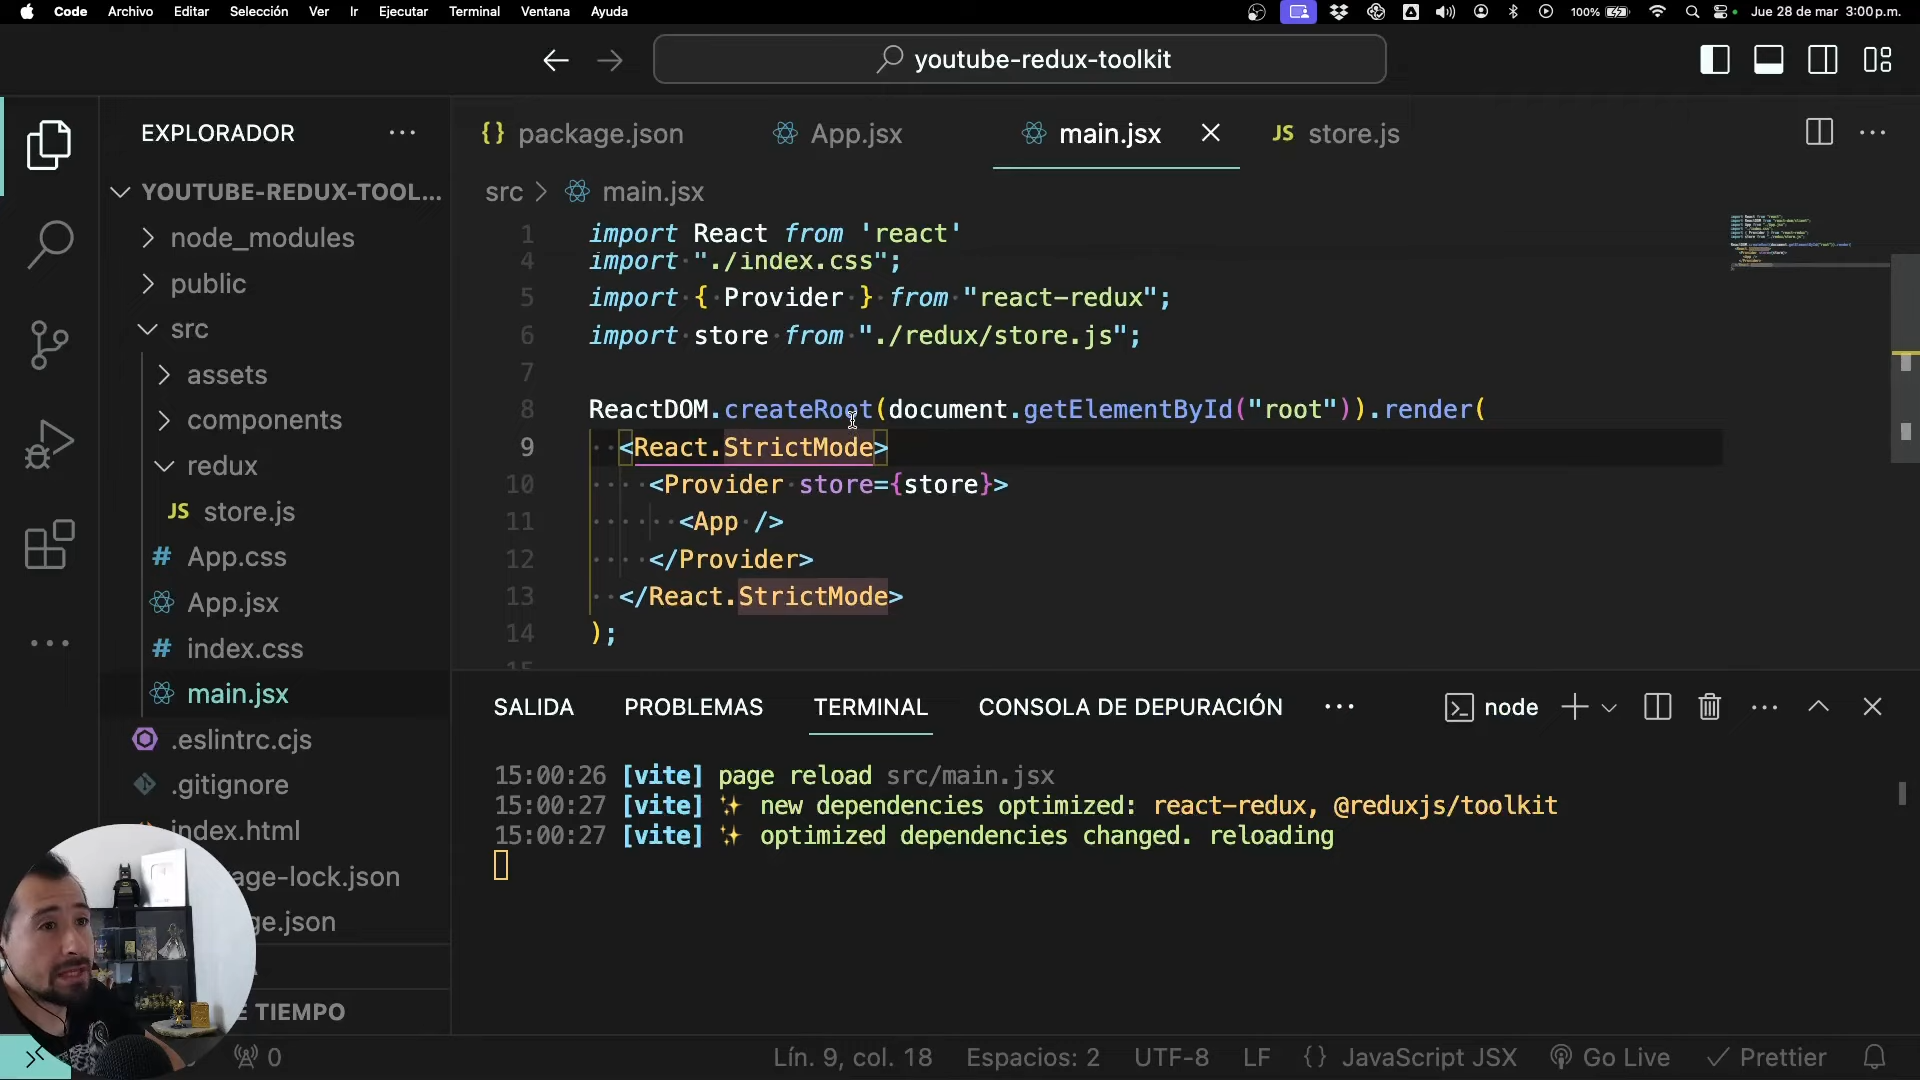 Code Archivo Editar Selección Ver Ir Ejecutar Terminal Ventana Ayuda
100% Jue 28 de mar 3:00 p.m.
youtube-redux-toolkit
EXPLORADOR
YOUTUBE-REDUX-TOOL...
node_modules
public
src
assets
components
redux
JS store.js
# App.css
App.jsx
# index.css
main.jsx
.eslintrc.cjs
.gitignore
index.html
age-lock.json
ge.json
E TIEMPO
{} package.json
App.jsx
main.jsx
JS store.js
src > main.jsx
1 import React from 'react'
4 import "./index.css";
5 import { Provider } from "react-redux";
6 import store from "./redux/store.js";
7
8 ReactDOM.createRoot(document.getElementById("root")).render(
9 <React.StrictMode>
10 <Provider store={store}>
11 <App />
12 </Provider>
13 </React.StrictMode>
14 );
15
SALIDA PROBLEMAS TERMINAL CONSOLA DE DEPURACIÓN
node
15:00:26 [vite] page reload src/main.jsx
15:00:27 [vite] ✨ new dependencies optimized: react-redux, @reduxjs/toolkit
15:00:27 [vite] ✨ optimized dependencies changed. reloading
0
Lín. 9, col. 18 Espacios: 2 UTF-8 LF {} JavaScript JSX Go Live Prettier